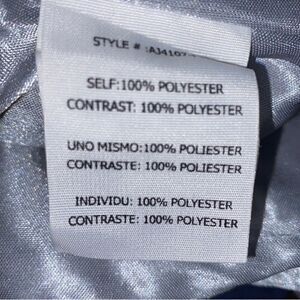 STYLE # :AJ4107
SELF:100% POLYESTER
CONTRAST: 100% POLYESTER
UNO MISMO:100% POLIESTER
CONTRASTE: 100% POLIESTER
INDIVIDU: 100% POLYESTER
CONTRASTE: 100% POLYESTER